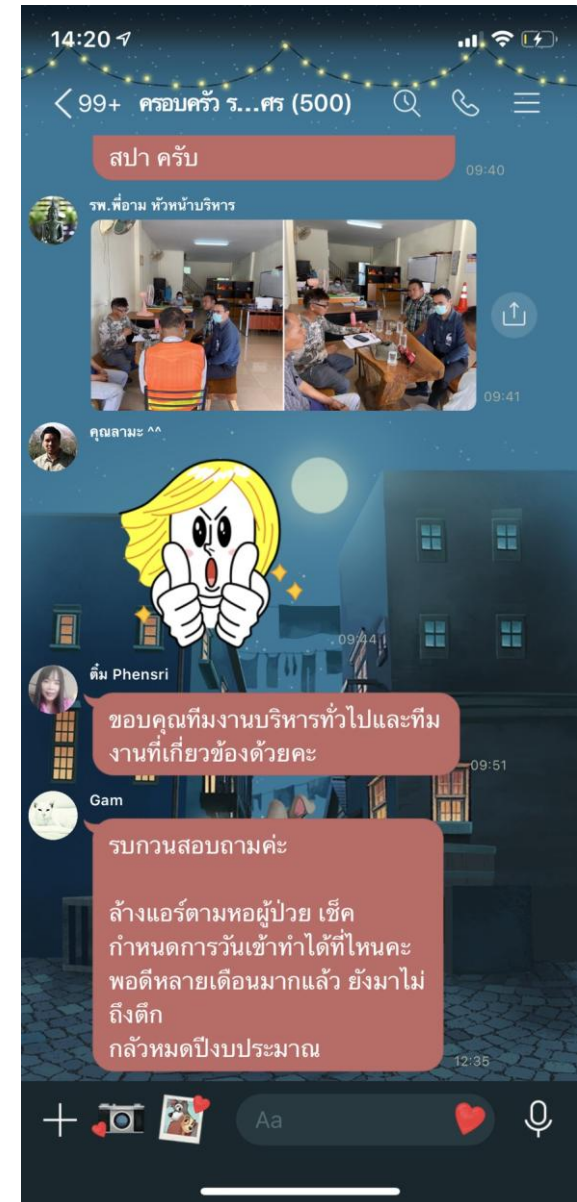 14:20
99+ ครอบครัว ร...ศร (500)
สปา ครับ
09:40
รพ.พี่อาม หัวหน้าบริหาร
09:41
คุณลามะ ^^
09:44
ติ๋ม Phensri
ขอบคุณทีมงานบริหารทั่วไปและทีม
งานที่เกี่ยวข้องด้วยคะ
09:51
Gam
รบกวนสอบถามค่ะ
ล้างแอร์ตามหอผู้ป่วย เช็ค
กำหนดการวันเข้าทำได้ที่ไหนคะ
พอดีหลายเดือนมากแล้ว ยังมาไม่
ถึงตึก
กลัวหมดปีงบประมาณ
12:35
Aa